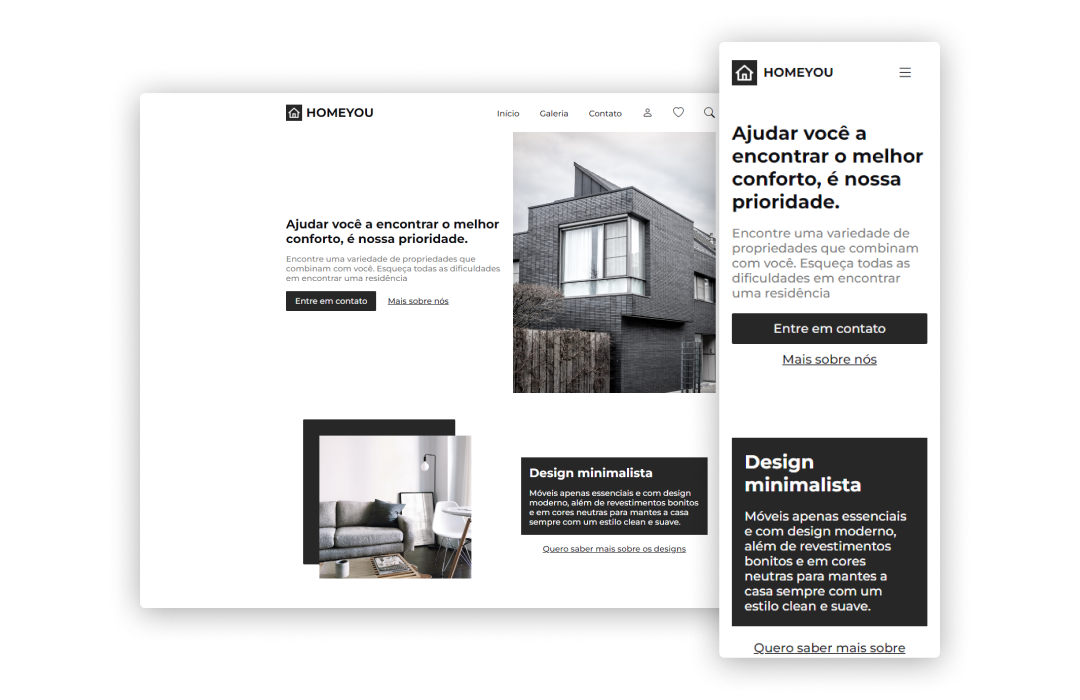 HOMEYOU
Início Galeria Contato
Ajudar você a encontrar o melhor
conforto, é nossa prioridade.
Encontre uma variedade de propriedades que
combinam com você. Esqueça todas as dificuldades
em encontrar uma residência
Entre em contato Mais sobre nós
Design minimalista
Móveis apenas essenciais e com design
moderno, além de revestimentos bonitos
e em cores neutras para mantes a casa
sempre com um estilo clean e suave.
Quero saber mais sobre os designs
HOMEYOU
Ajudar você a
encontrar o melhor
conforto, é nossa
prioridade.
Encontre uma variedade de
propriedades que combinam
com você. Esqueça todas as
dificuldades em encontrar
uma residência
Entre em contato
Mais sobre nós
Design
minimalista
Móveis apenas essenciais
e com design moderno,
além de revestimentos
bonitos e em cores
neutras para mantes a
casa sempre com um
estilo clean e suave.
Quero saber mais sobre